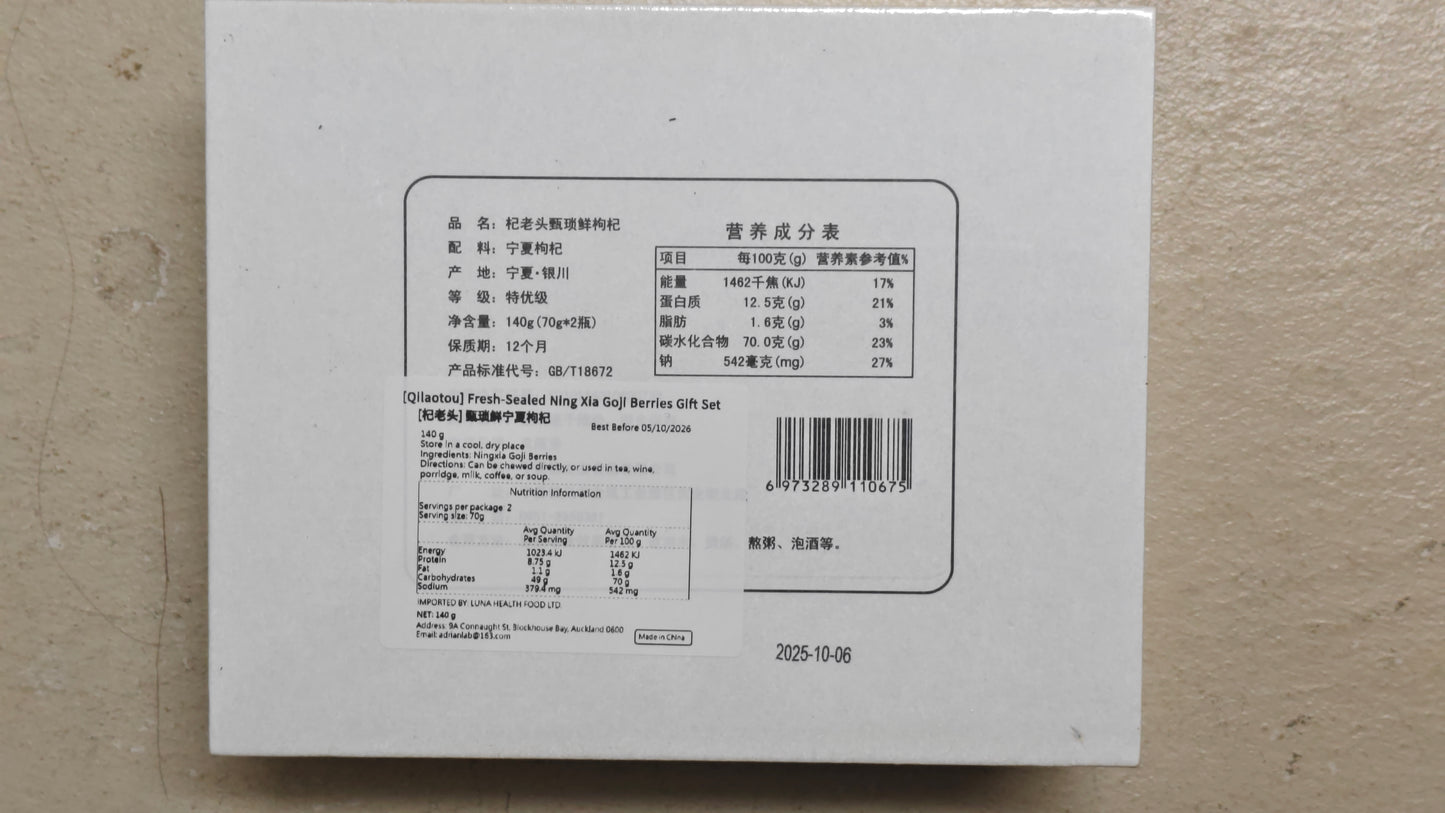 品 名：杞老头甄琐鲜枸杞
配 料：宁夏枸杞
产 地：宁夏·银川
等 级：特优级
净含量：140g(70g*2瓶)
保质期：12个月
产品标准代号：GB/T18672
营养成分表
项目 每100克(g) 营养素参考值%
能量 1462千焦(KJ) 17%
蛋白质 12.5克(g) 21%
脂肪 1.6克(g) 3%
碳水化合物 70.0克(g) 23%
钠 542毫克(mg) 27%
[Qilaotou] Fresh-Sealed Ning Xia Goji Berries Gift Set
[杞老头] 甄琐鲜宁夏枸杞
Best Before 05/10/2026
140 g
Store in a cool, dry place
Ingredients: Ningxia Goji Berries
Directions: Can be chewed directly, or used in tea, wine,
porridge, milk, coffee, or soup.
Nutrition Information
Servings per package: 2
Serving size: 70g
Avg Quantity Avg Quantity
Per Serving Per 100 g
Energy 1023.4 kJ 1462 KJ
Protein 8.75 g 12.5 g
Fat 1.1 g 1.6 g
Carbohydrates 49 g 70 g
Sodium 379.4 mg 542 mg
IMPORTED BY: LUNA HEALTH FOOD LTD.
NET: 140 g
Address: 9A Connaught St, Blockhouse Bay, Auckland 0600
Email: adrianlab@163.com
Made in China
6 973289 110675
熬粥、泡酒等。
2025-10-06